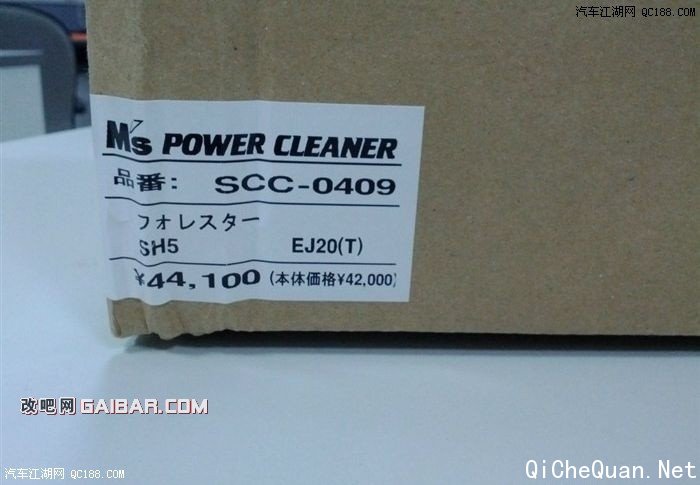 汽车江湖网 QC188.COM
M's POWER CLEANER
品番: SCC-0409
フォレスター
SH5 EJ20(T)
¥44,100 (本体価格¥42,000)
改吧网 GAIBAR.COM
汽车江湖网 QC188.COM
QiCheQuan.Net